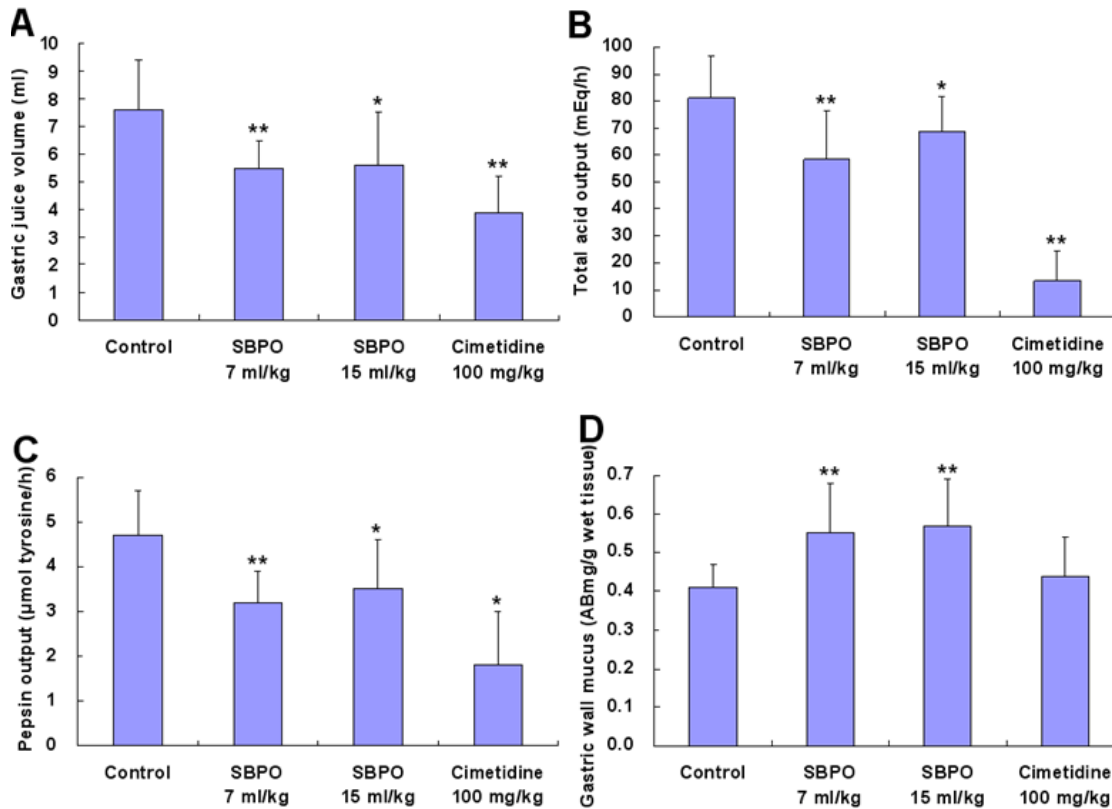 A
Gastric juice volume (ml)
10
9
8
7
6
5
4
3
2
1
0
**
*
**
Control
SBPO
7 ml/kg
SBPO
15 ml/kg
Cimetidine
100 mg/kg
B
Total acid output (mEq/h)
100
90
80
70
60
50
40
30
20
10
0
**
*
**
Control
SBPO
7 ml/kg
SBPO
15 ml/kg
Cimetidine
100 mg/kg
C
Pepsin output (μmol tyrosine/h)
6
5
4
3
2
1
0
**
*
*
Control
SBPO
7 ml/kg
SBPO
15 ml/kg
Cimetidine
100 mg/kg
D
Gastric wall mucus (ABmg/g wet tissue)
0.7
0.6
0.5
0.4
0.3
0.2
0.1
0.0
**
**
Control
SBPO
7 ml/kg
SBPO
15 ml/kg
Cimetidine
100 mg/kg